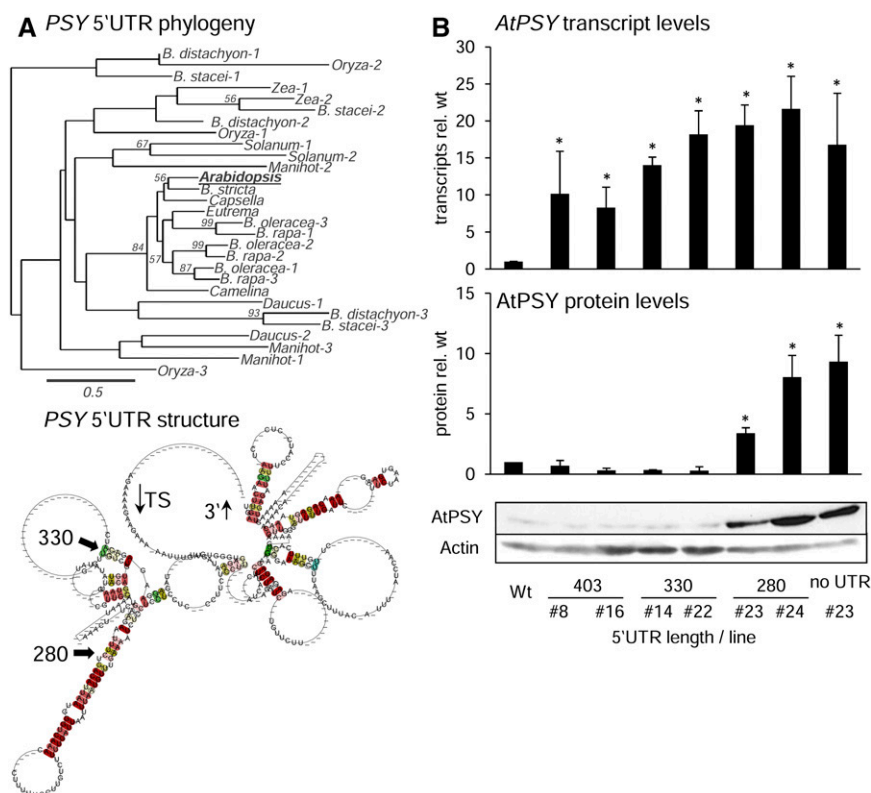 A PSY 5'UTR phylogeny
B. distachyon-1
Oryza-2
B. stacei-1
Zea-1
56 Zea-2
B. stacei-2
B. distachyon-2
Oryza-1
67 Solanum-1
Solanum-2
Manihot-2
56 Arabidopsis
B. stricta
Capsella
Eutrema
99 B. oleracea-3
B. rapa-1
84
99 B. oleracea-2
57 B. rapa-2
87 B. oleracea-1
B. rapa-3
Camelina
Daucus-1
93 B. distachyon-3
B. stacei-3
Daucus-2
Manihot-3
Manihot-1
Oryza-3
0.5
PSY 5'UTR structure
TS
3'
330
280
B AtPSY transcript levels
transcripts rel. wt
30
25
20
15
10
5
0
* * * * * * *
AtPSY protein levels
protein rel. wt
15
10
5
0
* * *
AtPSY
Actin
Wt 403 330 280 no UTR
#8 #16 #14 #22 #23 #24 #23
5'UTR length / line